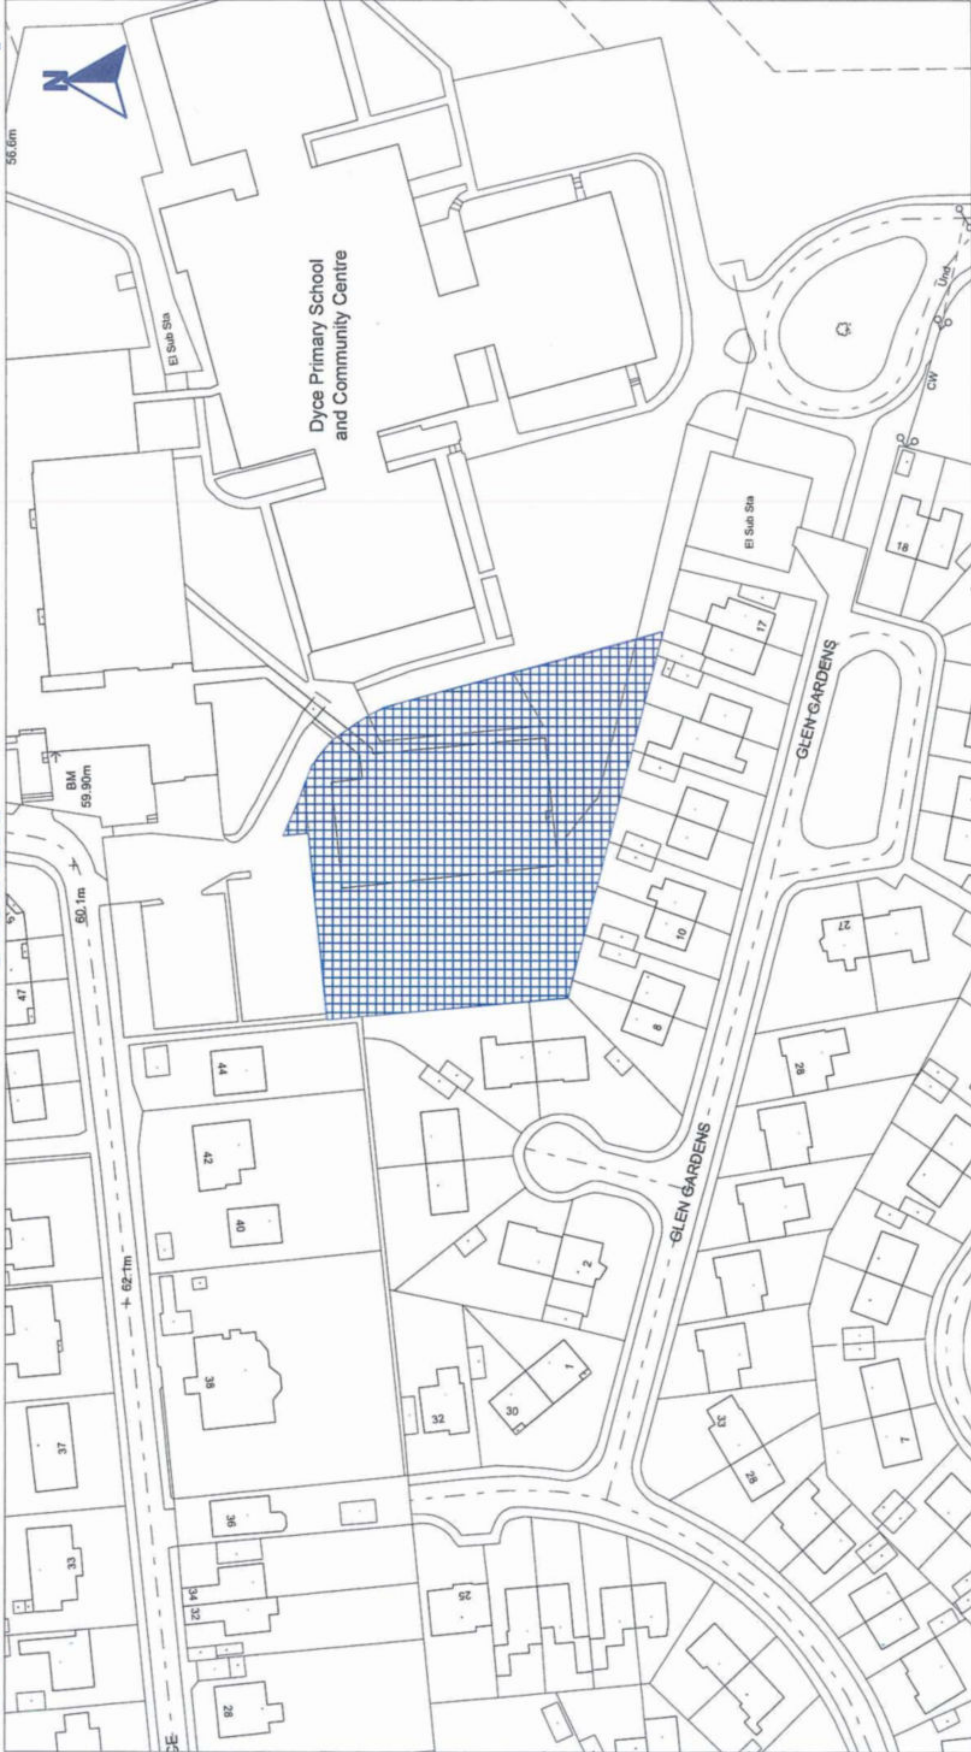 N
56.6m
El Sub Sta
Dyce Primary School
and Community Centre
Und
CW
El Sub Sta
18
17
GLEN GARDENS
BM
59.90m
60.1m
47
10
8
27
28
44
42
40
GLEN GARDENS
2
62.1m
38
32
30
1
33
28
7
37
36
33
34
32
25
28